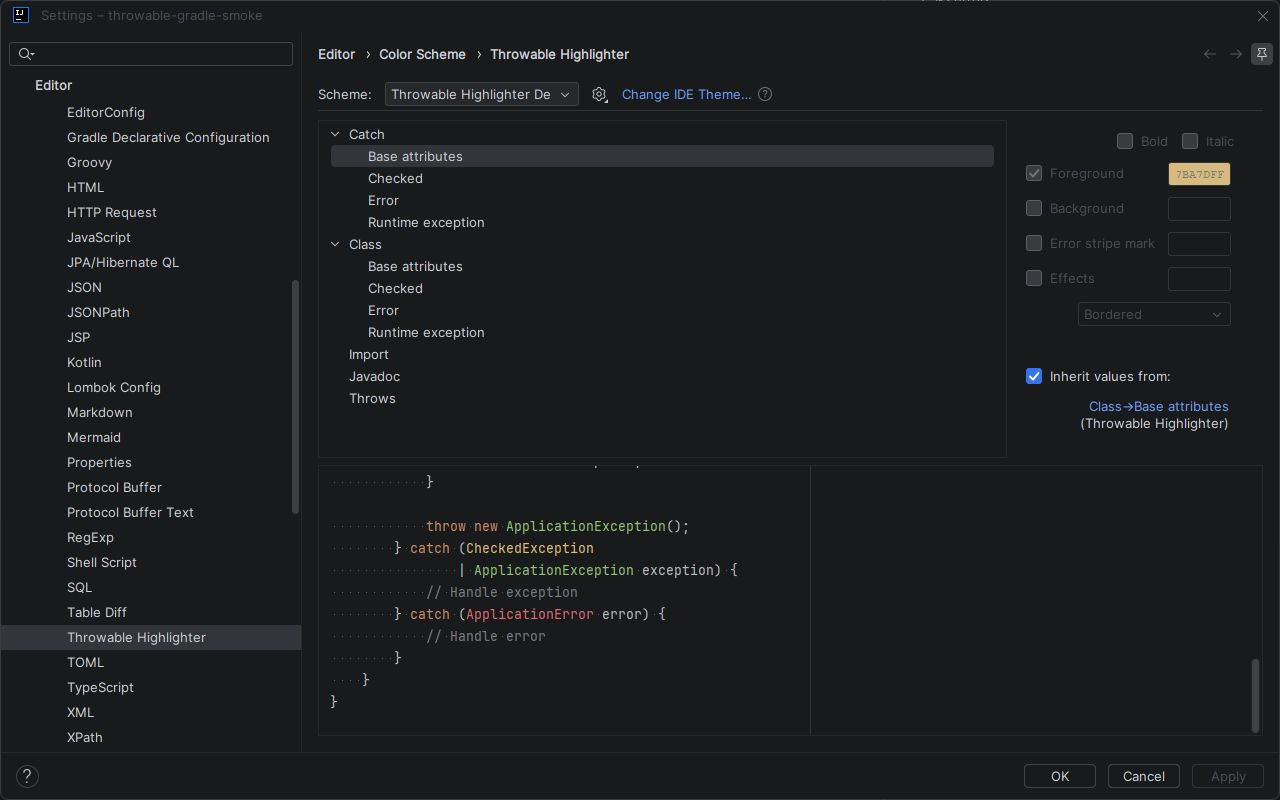 Settings – throwable-gradle-smoke
Editor
EditorConfig
Gradle Declarative Configuration
Groovy
HTML
HTTP Request
JavaScript
JPA/Hibernate QL
JSON
JSONPath
JSP
Kotlin
Lombok Config
Markdown
Mermaid
Properties
Protocol Buffer
Protocol Buffer Text
RegExp
Shell Script
SQL
Table Diff
Throwable Highlighter
TOML
TypeScript
XML
XPath
Editor › Color Scheme › Throwable Highlighter
Scheme: Throwable Highlighter De Change IDE Theme... ?
Catch
Base attributes
Checked
Error
Runtime exception
Class
Base attributes
Checked
Error
Runtime exception
Import
Javadoc
Throws
Bold Italic
Foreground
Background
Error stripe mark
Effects
Bordered
Inherit values from:
Class→Base attributes
(Throwable Highlighter)
}
throw new ApplicationException();
} catch (CheckedException
| ApplicationException exception) {
// Handle exception
} catch (ApplicationError error) {
// Handle error
}
}
}
? OK Cancel Apply